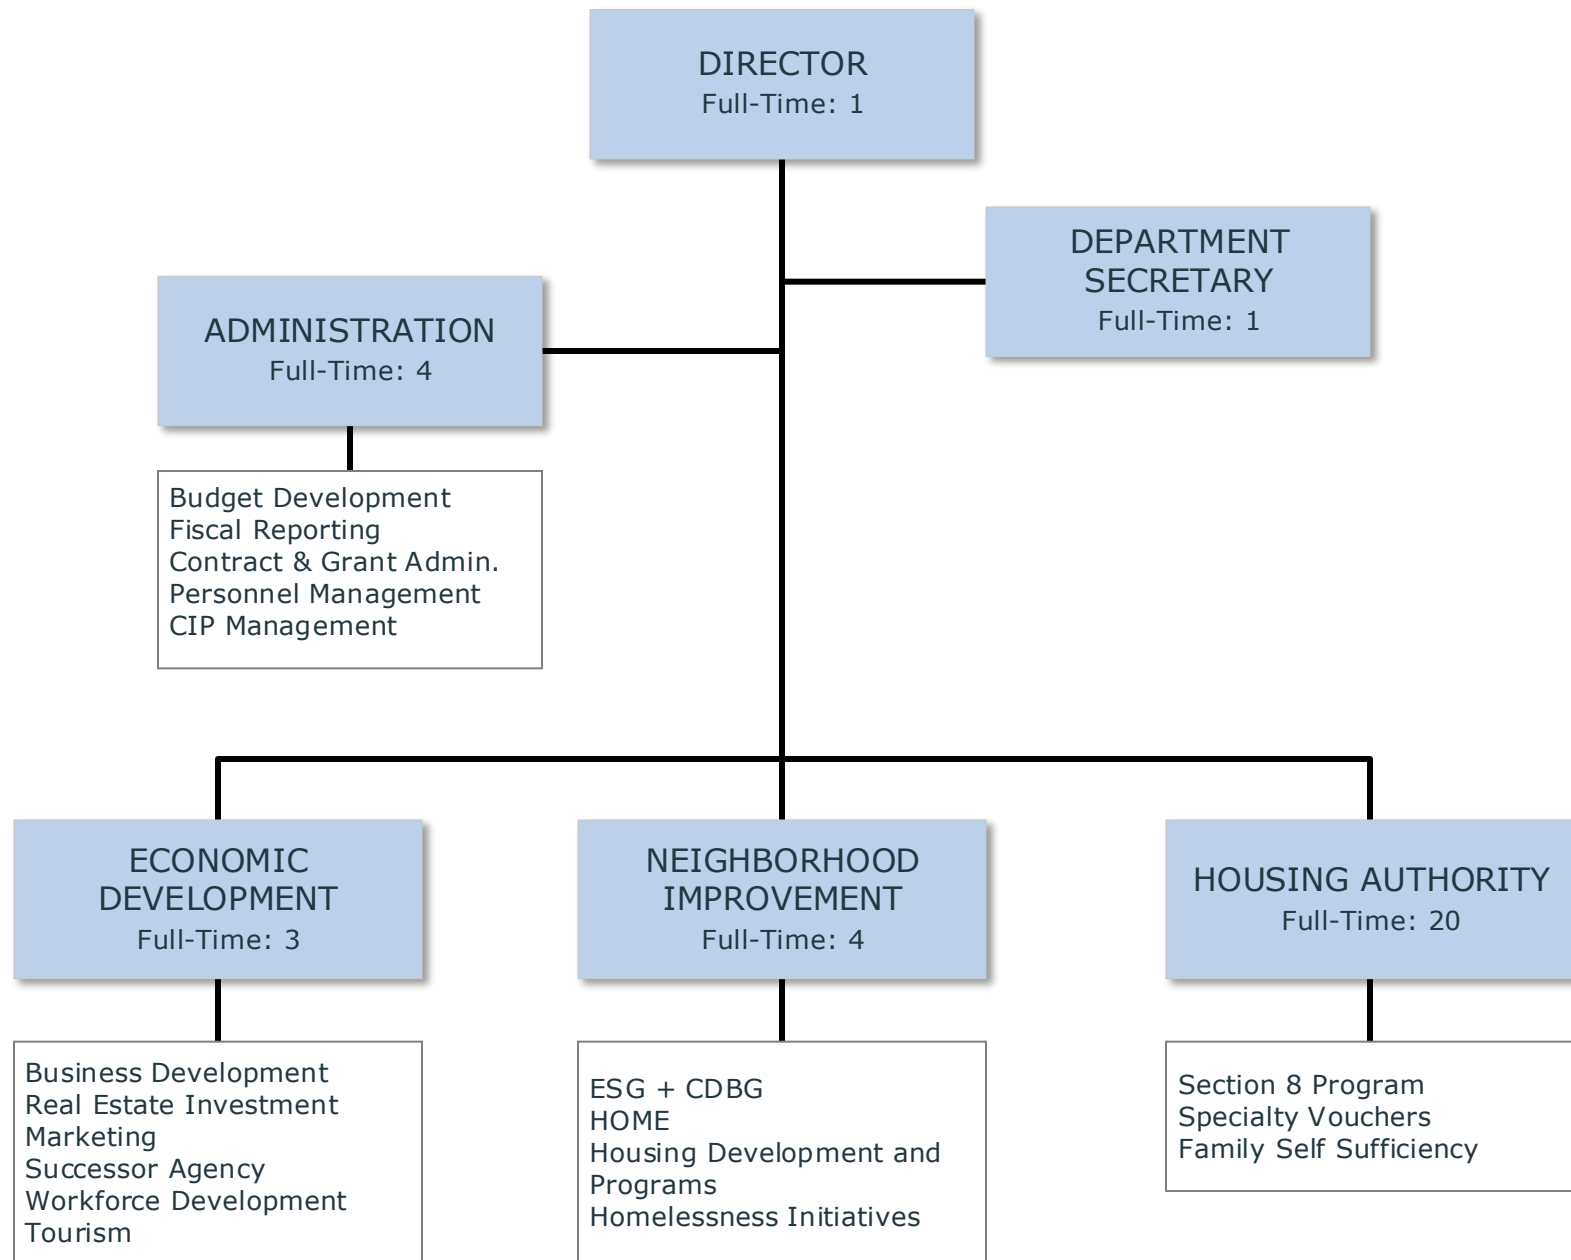 DIRECTOR
Full-Time: 1
DEPARTMENT
SECRETARY
Full-Time: 1
ADMINISTRATION
Full-Time: 4
Budget Development
Fiscal Reporting
Contract & Grant Admin.
Personnel Management
CIP Management
ECONOMIC
DEVELOPMENT
Full-Time: 3
Business Development
Real Estate Investment
Marketing
Successor Agency
Workforce Development
Tourism
NEIGHBORHOOD
IMPROVEMENT
Full-Time: 4
ESG + CDBG
HOME
Housing Development and
Programs
Homelessness Initiatives
HOUSING AUTHORITY
Full-Time: 20
Section 8 Program
Specialty Vouchers
Family Self Sufficiency